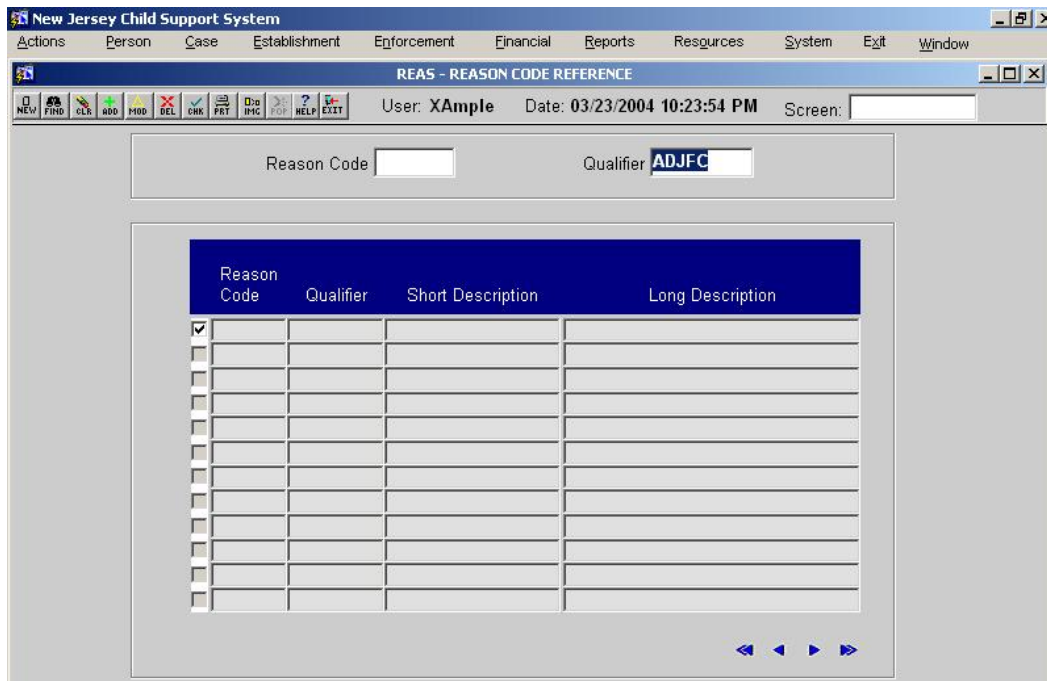 New Jersey Child Support System
Actions Person Case Establishment Enforcement Financial Reports Resources System Exit Window
REAS - REASON CODE REFERENCE
NEW FIND CLR ADD MOD DEL CHK PRT IMG POP HELP EXIT User: XAmple Date: 03/23/2004 10:23:54 PM Screen:
Reason Code Qualifier ADJFC
Reason
Code Qualifier Short Description Long Description